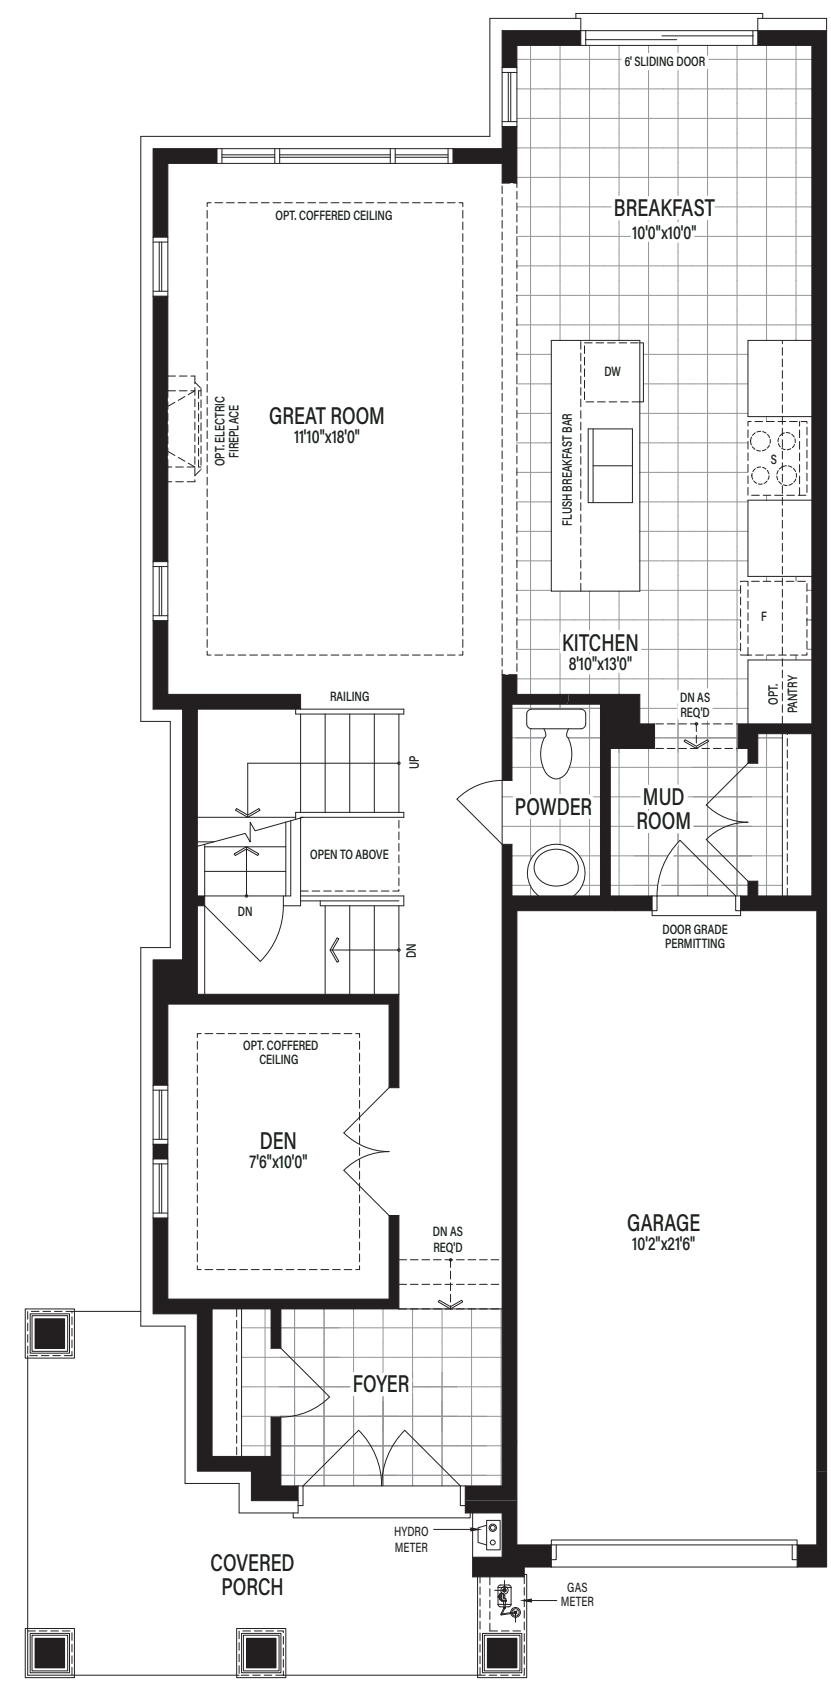 6' SLIDING DOOR
BREAKFAST
10'0"x10'0"
OPT. COFFERED CEILING
DW
GREAT ROOM
11'10"x18'0"
OPT. ELECTRIC
FIREPLACE
FLUSH BREAKFAST BAR
S
F
KITCHEN
8'10"x13'0"
OPT.
PANTRY
RAILING
DN AS
REQ'D
UP
POWDER
MUD
ROOM
OPEN TO ABOVE
DN
DN
DOOR GRADE
PERMITTING
OPT. COFFERED
CEILING
DEN
7'6"x10'0"
GARAGE
10'2"x21'6"
DN AS
REQ'D
FOYER
HYDRO
METER
COVERED
PORCH
GAS
METER